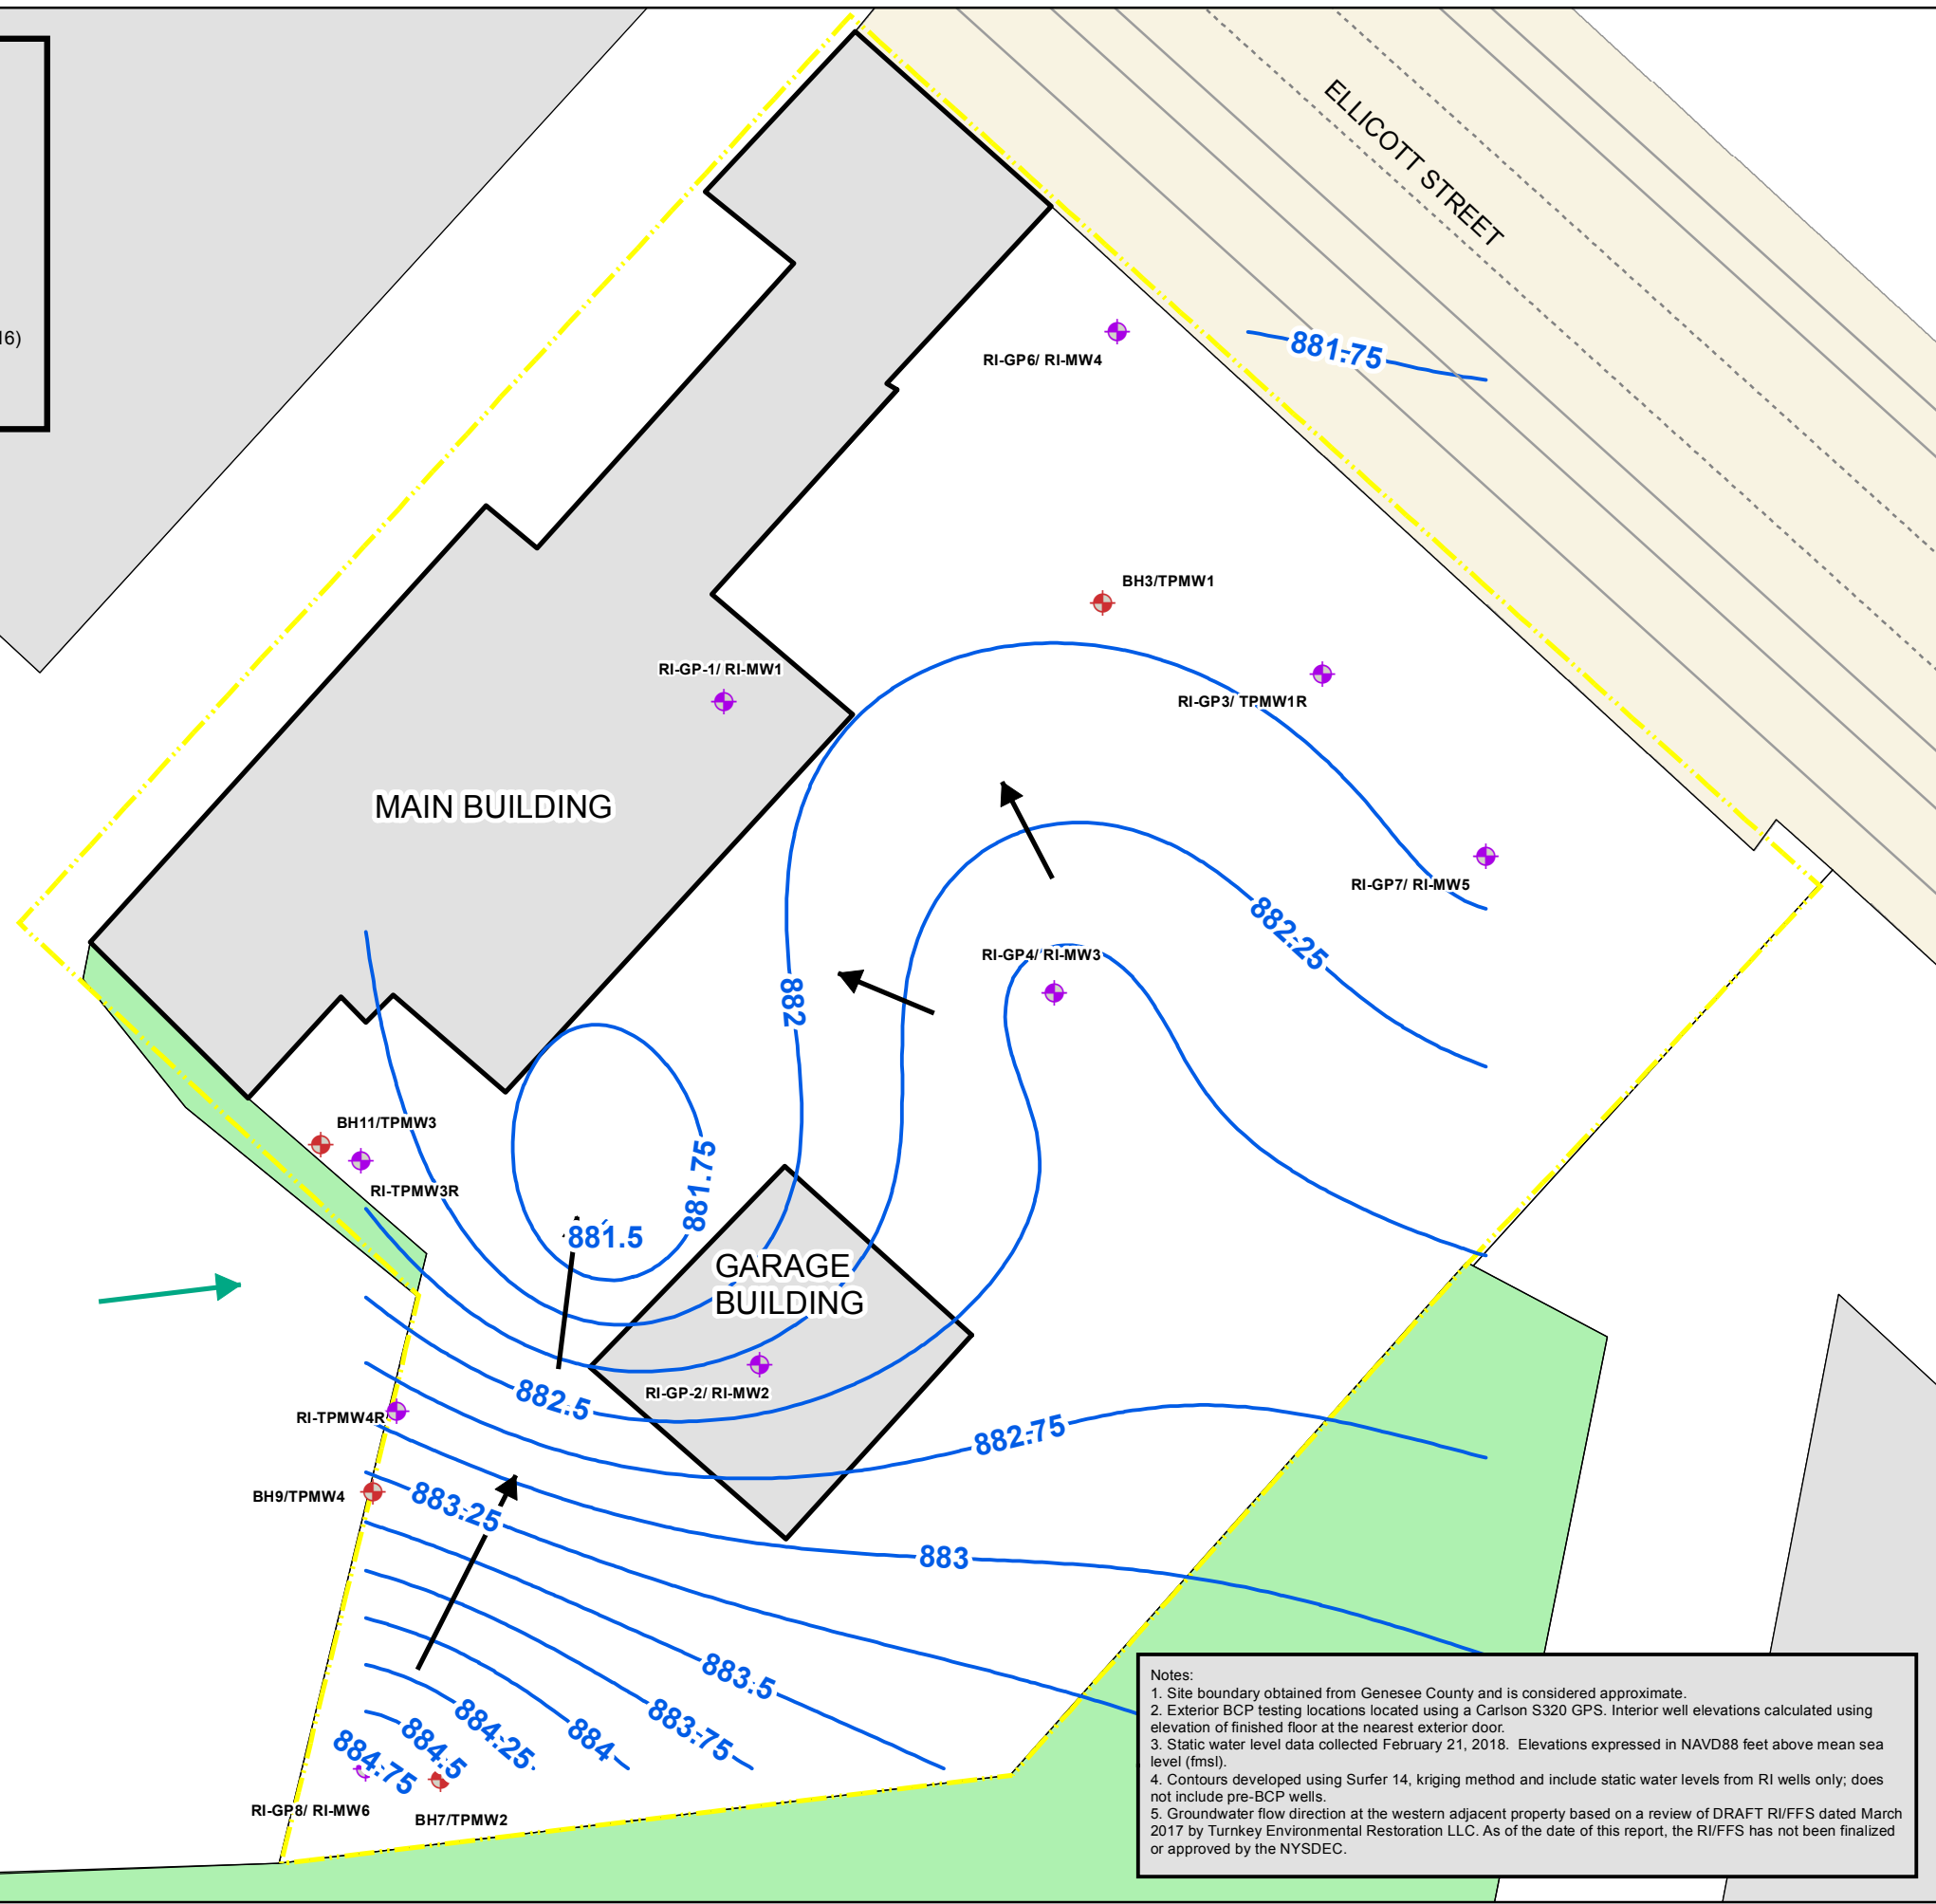 16)
ELLICOTT STREET
881.75
RI-GP6/ RI-MW4
BH3/TPMW1
RI-GP-1/ RI-MW1
RI-GP3/ TPMW1R
MAIN BUILDING
RI-GP7/ RI-MW5
882.25
RI-GP4/ RI-MW3
882
BH11/TPMW3
RI-TPMW3R
881.75
881.5
GARAGE
BUILDING
RI-GP-2/ RI-MW2
882.5
RI-TPMW4R
882.75
BH9/TPMW4
883.25
883
883.5
883.75
884
884.25
884.5
884.75
RI-GP8/ RI-MW6
BH7/TPMW2
Notes:
1. Site boundary obtained from Genesee County and is considered approximate.
2. Exterior BCP testing locations located using a Carlson S320 GPS. Interior well elevations calculated using
elevation of finished floor at the nearest exterior door.
3. Static water level data collected February 21, 2018. Elevations expressed in NAVD88 feet above mean sea
level (fmsl).
4. Contours developed using Surfer 14, kriging method and include static water levels from RI wells only; does
not include pre-BCP wells.
5. Groundwater flow direction at the western adjacent property based on a review of DRAFT RI/FFS dated March
2017 by Turnkey Environmental Restoration LLC. As of the date of this report, the RI/FFS has not been finalized
or approved by the NYSDEC.